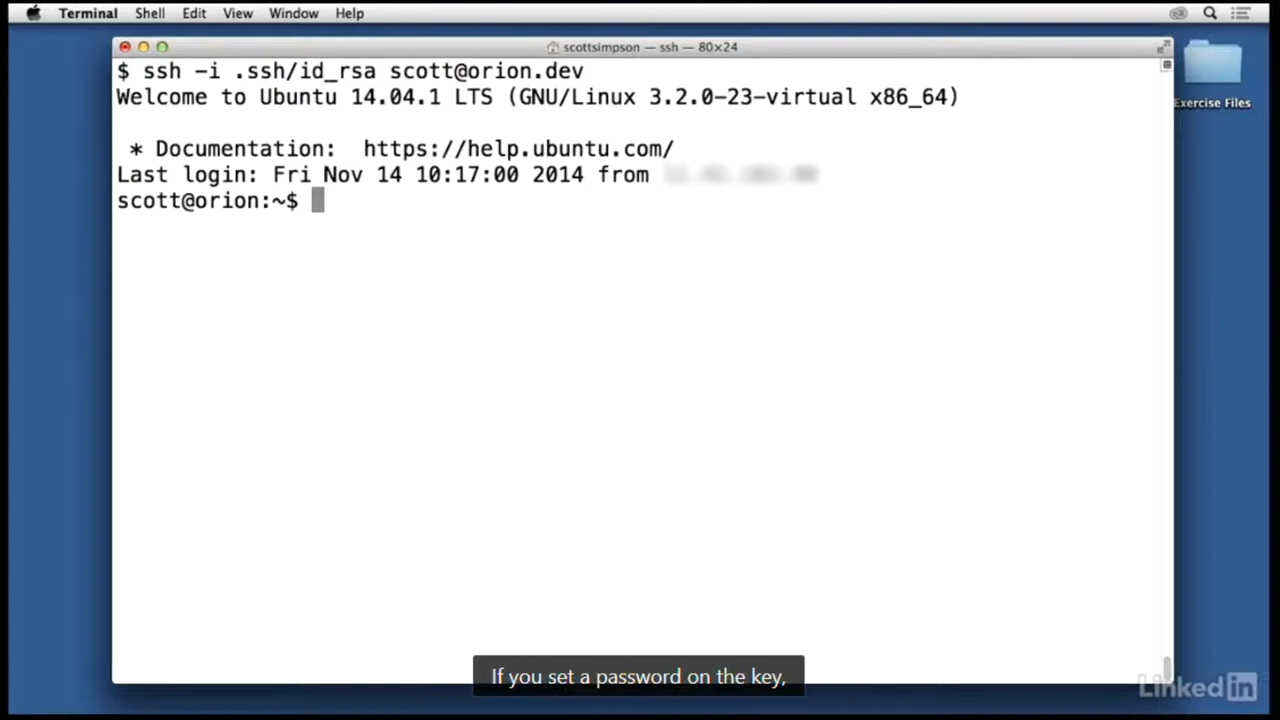 Terminal Shell Edit View Window Help
scottsimpson — ssh — 80×24
$ ssh -i .ssh/id_rsa scott@orion.dev
Welcome to Ubuntu 14.04.1 LTS (GNU/Linux 3.2.0-23-virtual x86_64)
* Documentation: https://help.ubuntu.com/
Last login: Fri Nov 14 10:17:00 2014 from
scott@orion:~$
Exercise Files
If you set a password on the key,
LinkedIn